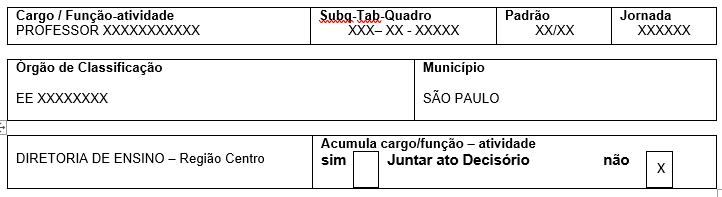 Cargo / Função-atividade Subq-Tab-Quadro Padrão Jornada
PROFESSOR XXXXXXXXXXX XXX– XX - XXXXX XX/XX XXXXXX
Órgão de Classificação Município
EE XXXXXXXX SÃO PAULO
Acumula cargo/função – atividade
DIRETORIA DE ENSINO – Região Centro sim Juntar ato Decisório não X